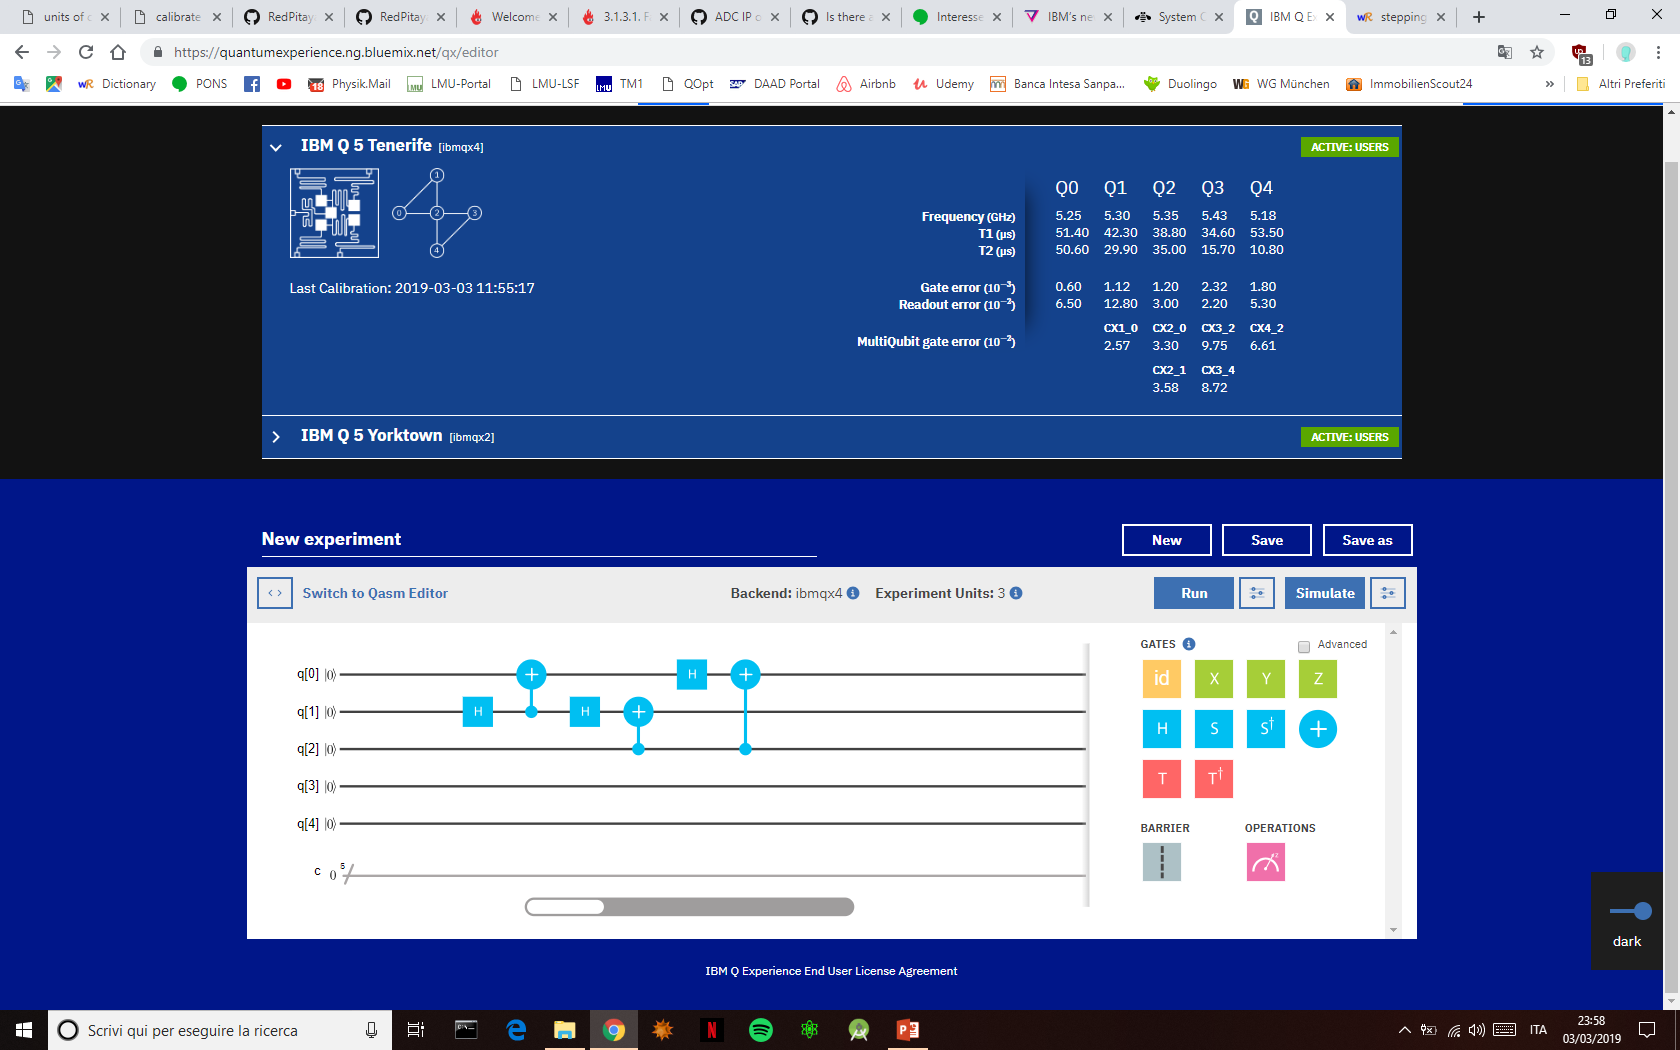 units of c
calibrate
RedPitay
RedPitay
Welcome
3.1.3.1. F
ADC IP c
Is there a
Interesse
IBM's ne
System C
IBM Q E
stepping
https://quantumexperience.ng.bluemix.net/qx/editor
13
Dictionary
PONS
18
Physik.Mail
LMU-Portal
LMU-LSF
TM1
QOpt
DAAD Portal
Airbnb
Udemy
Banca Intesa Sanpa...
Duolingo
WG München
ImmobilienScout24
»
Altri Preferiti
IBM Q 5 Tenerife [ibmqx4]
ACTIVE: USERS
0 1 2 3 4
Last Calibration: 2019-03-03 11:55:17
Q0 Q1 Q2 Q3 Q4
Frequency (GHz) 5.25 5.30 5.35 5.43 5.18
T1 (µs) 51.40 42.30 38.80 34.60 53.50
T2 (µs) 50.60 29.90 35.00 15.70 10.80
Gate error (10⁻³) 0.60 1.12 1.20 2.32 1.80
Readout error (10⁻²) 6.50 12.80 3.00 2.20 5.30
CX1_0 CX2_0 CX3_2 CX4_2
MultiQubit gate error (10⁻²) 2.57 3.30 9.75 6.61
CX2_1 CX3_4
3.58 8.72
IBM Q 5 Yorktown [ibmqx2]
ACTIVE: USERS
New experiment
New
Save
Save as
Switch to Qasm Editor
Backend: ibmqx4
Experiment Units: 3
Run
Simulate
GATES
Advanced
q[0] |0⟩ H
q[1] |0⟩ H H
q[2] |0⟩
q[3] |0⟩
q[4] |0⟩
c 0 5
id X Y Z
H S S† +
T T†
BARRIER
OPERATIONS
dark
IBM Q Experience End User License Agreement
Scrivi qui per eseguire la ricerca
ITA
23:58
03/03/2019